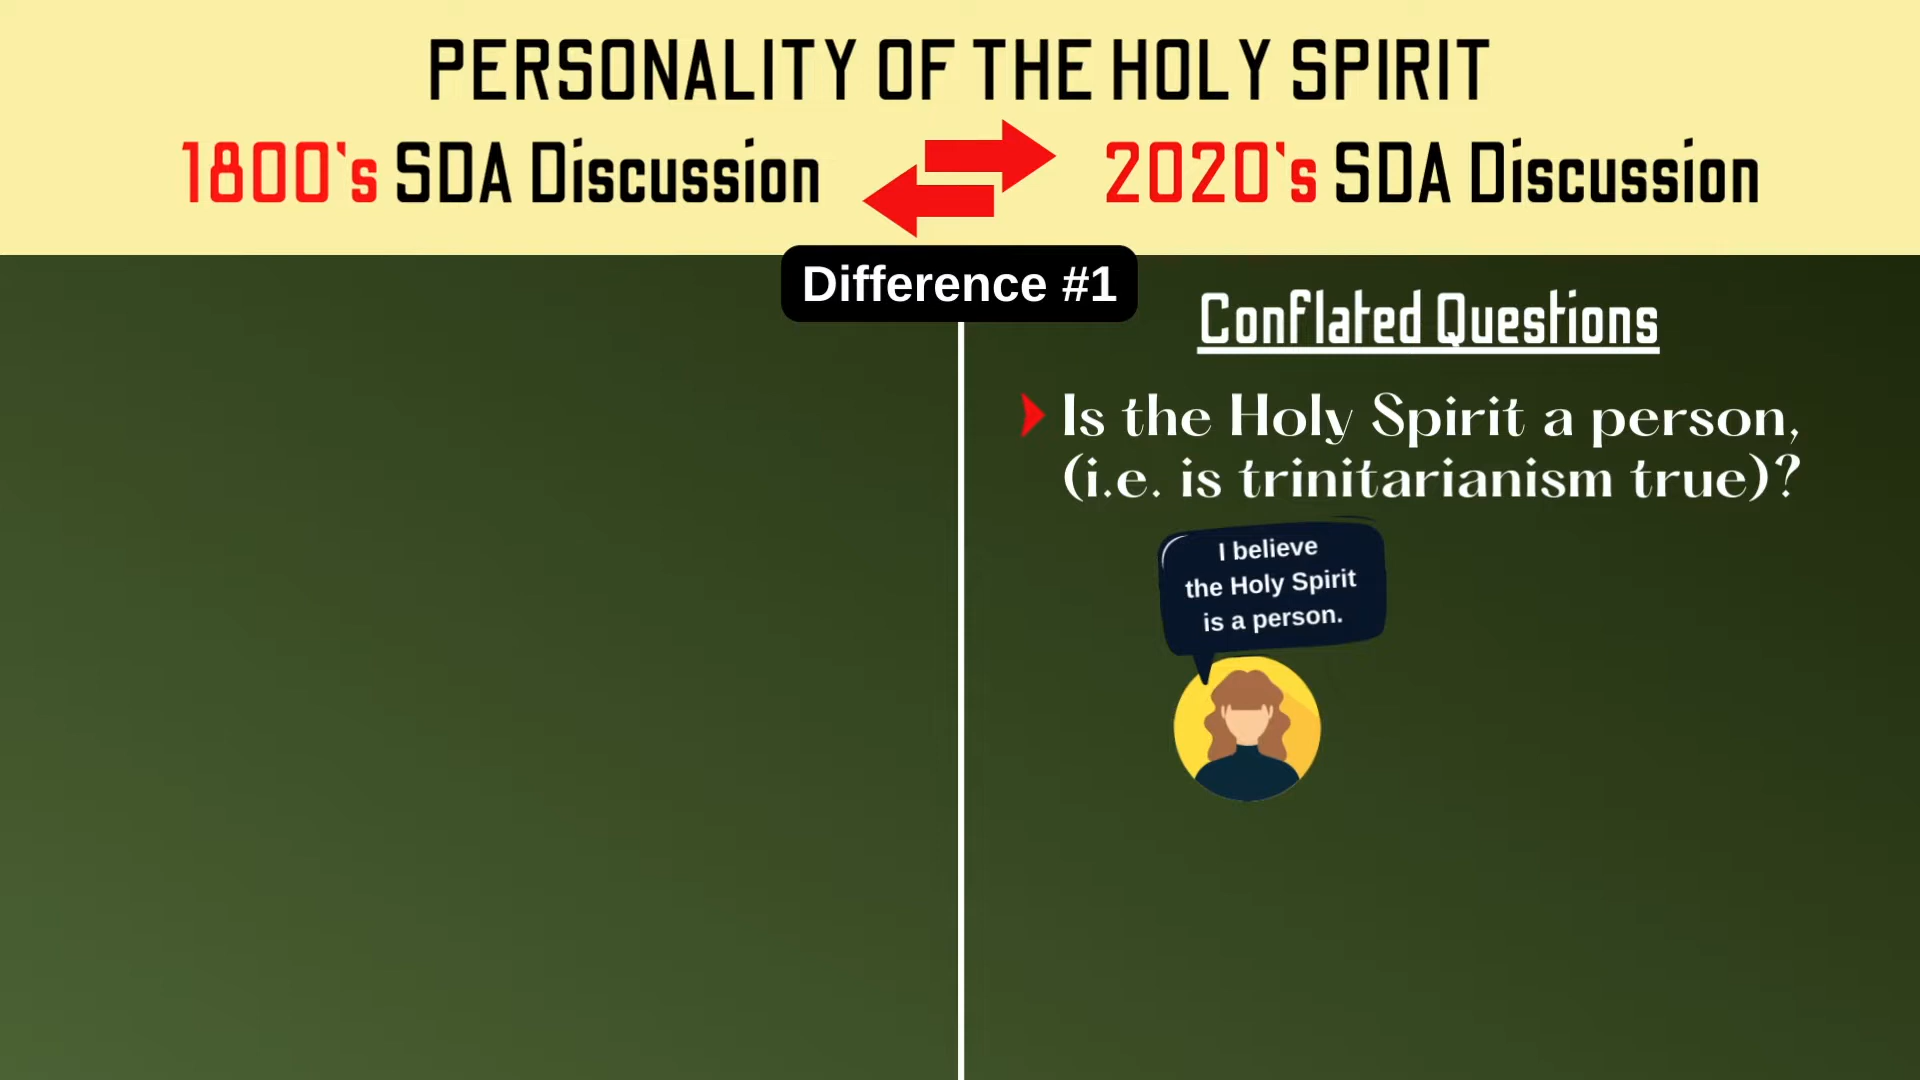 PERSONALITY OF THE HOLY SPIRIT
1800's SDA Discussion
2020's SDA Discussion
Difference #1
Conflated Questions
Is the Holy Spirit a person,
(i.e. is trinitarianism true)?
I believe
the Holy Spirit
is a person.